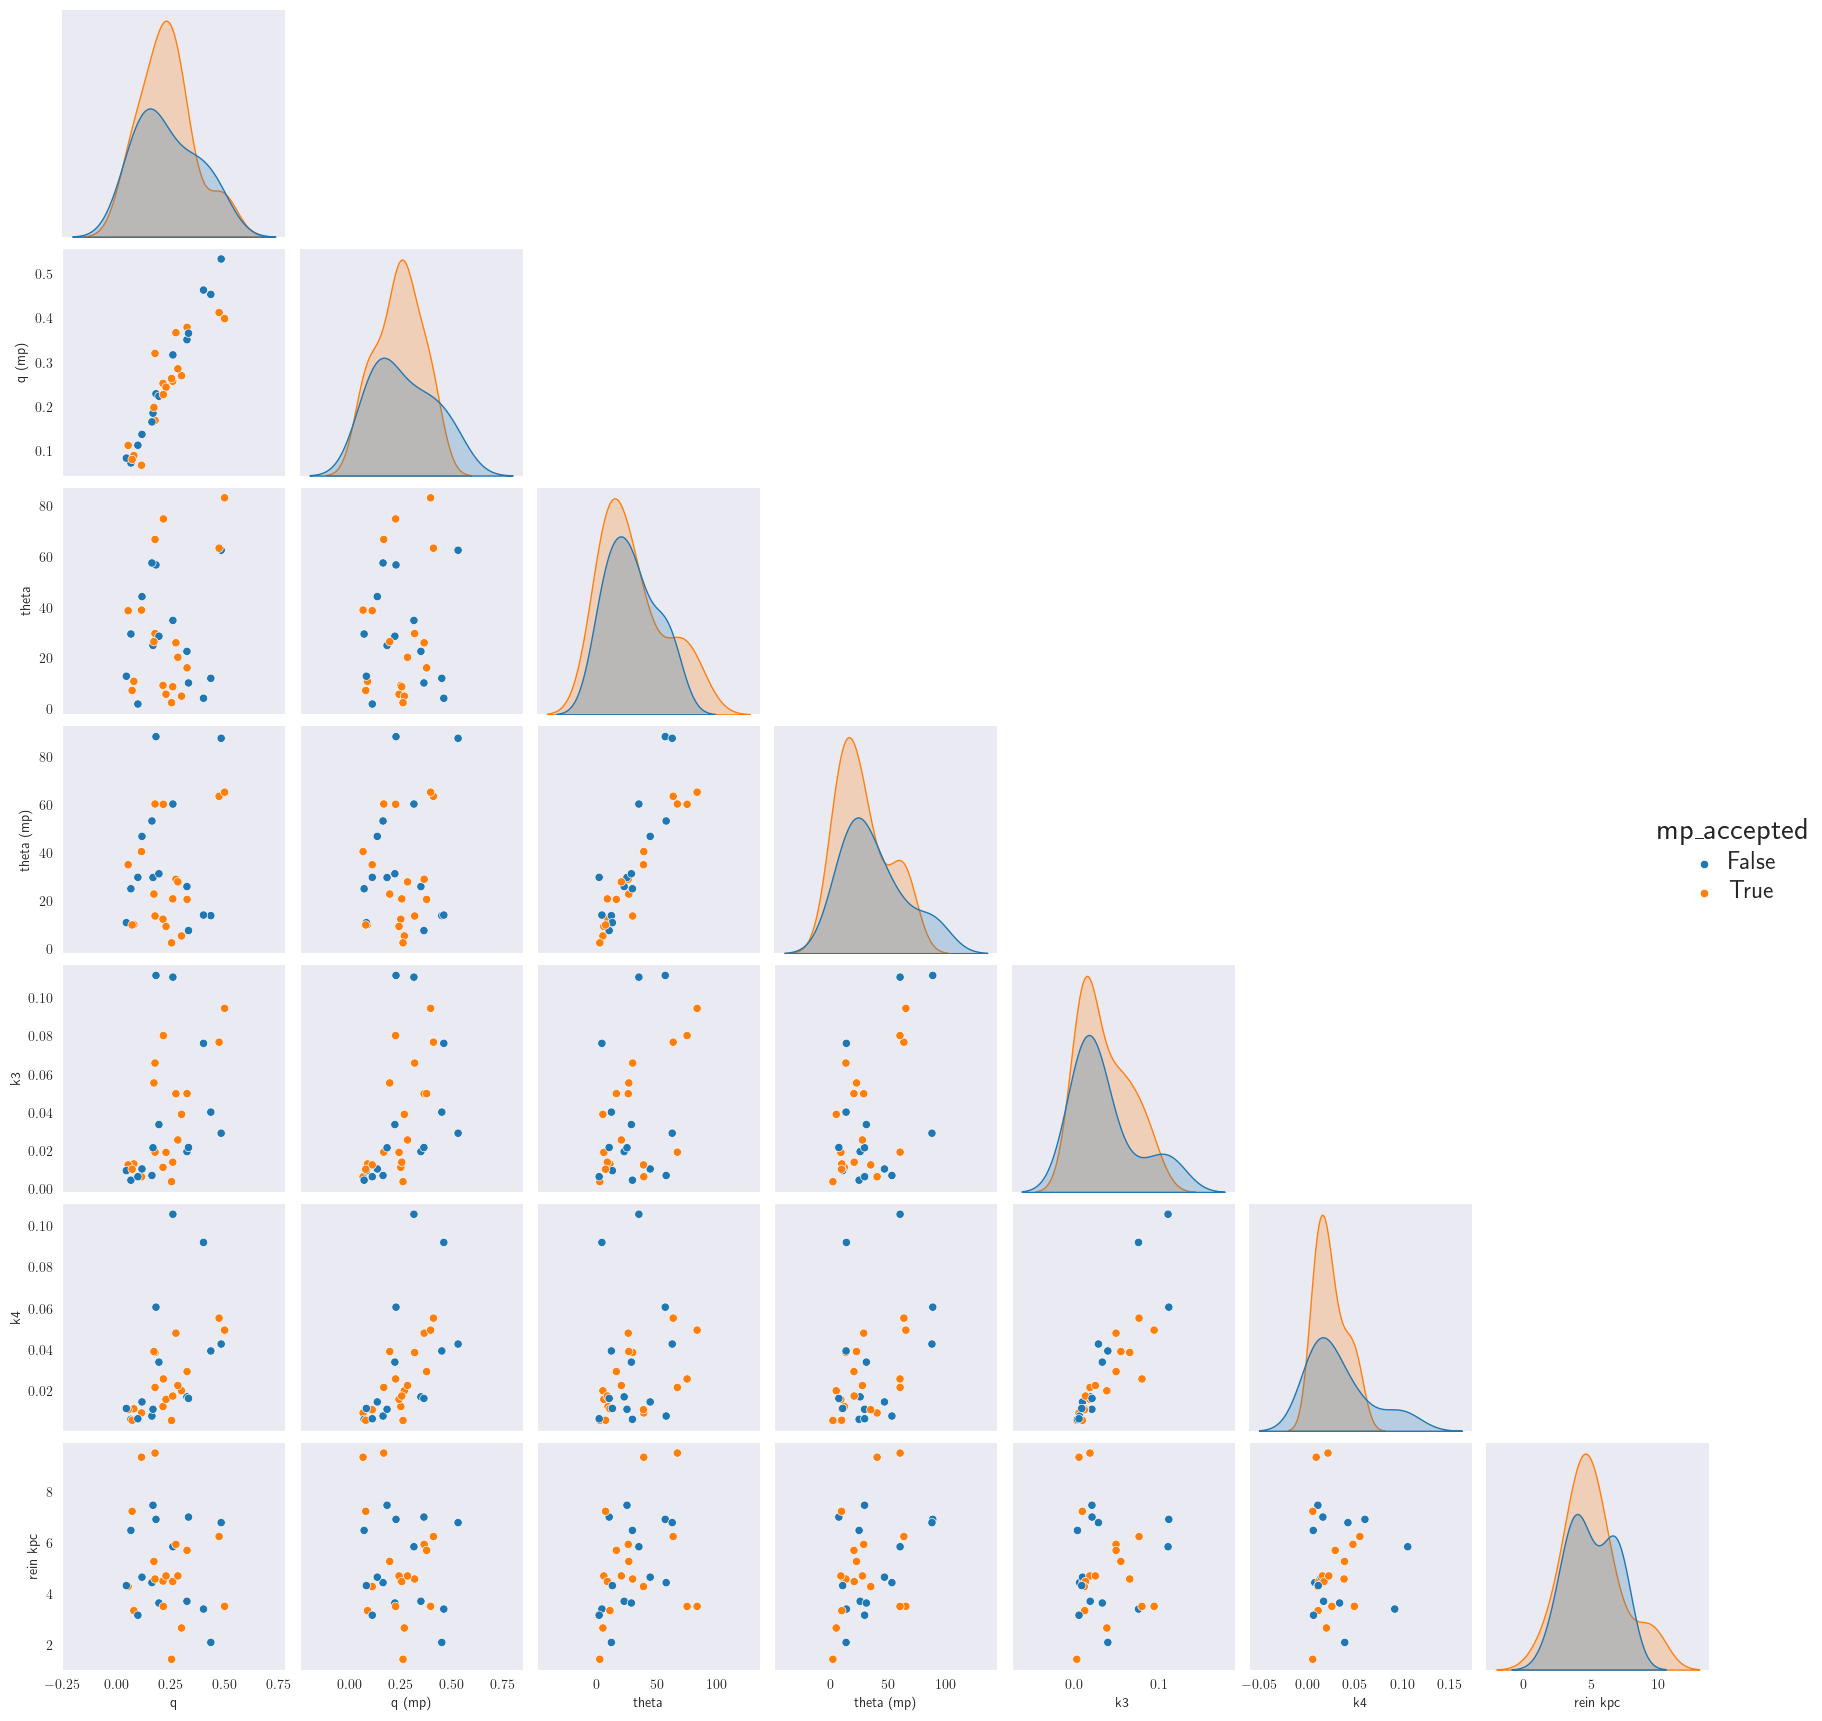 0.5
0.4
0.3
0.2
0.1
q (mp)
80
60
40
20
0
theta
80
60
40
20
0
theta (mp)
mp_accepted
False
True
0.10
0.08
0.06
0.04
0.02
0.00
k3
0.10
0.08
0.06
0.04
0.02
k4
8
6
4
2
rein kpc
−0.25 0.00 0.25 0.50 0.75
q
0.00 0.25 0.50 0.75
q (mp)
0 50 100
theta
0 50 100
theta (mp)
0.0 0.1
k3
−0.05 0.00 0.05 0.10 0.15
k4
0 5 10
rein kpc